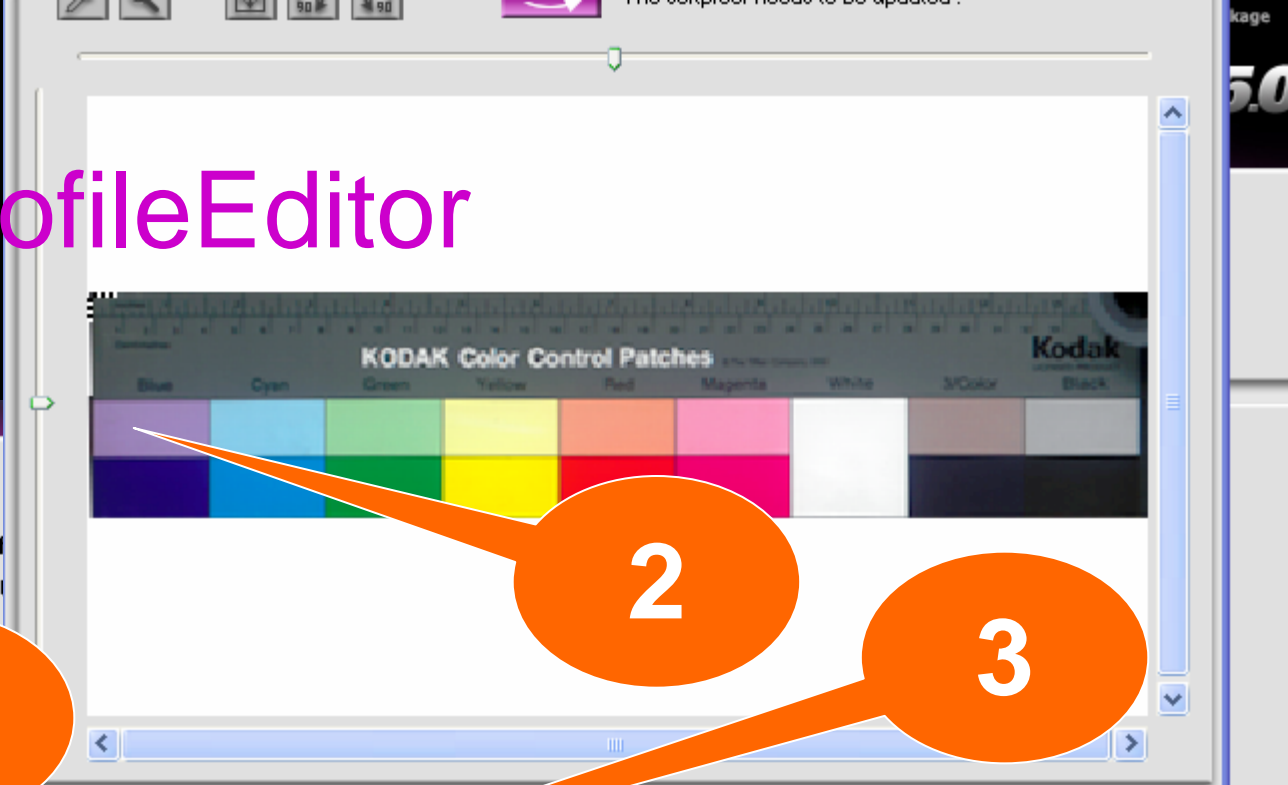 The softproof needs to be updated !
kage
5.0
ofileEditor
KODAK Color Control Patches
Kodak
Blue Cyan Green Yellow Red Magenta White 3/Color Black
2
3